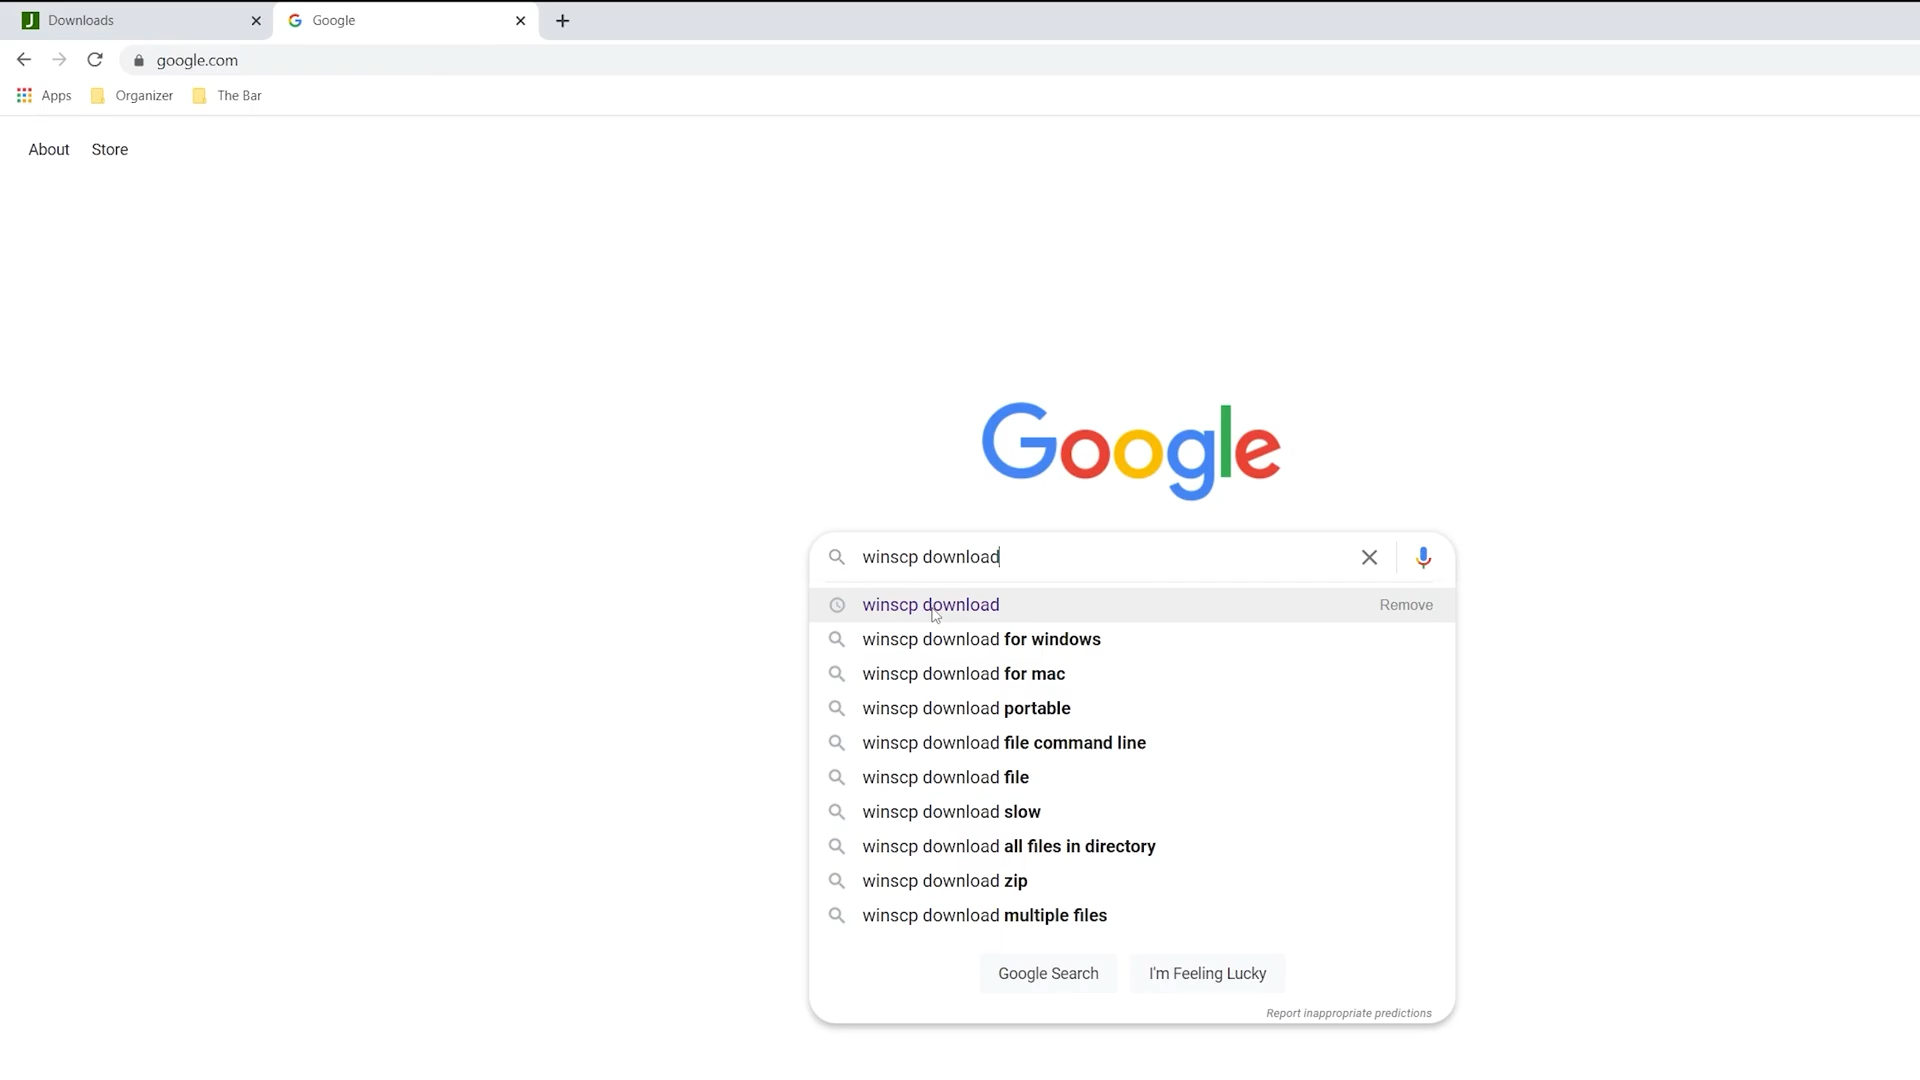 Downloads
Google
google.com
Apps
Organizer
The Bar
About
Store
Google
winscp download
winscp download
Remove
winscp download for windows
winscp download for mac
winscp download portable
winscp download file command line
winscp download file
winscp download slow
winscp download all files in directory
winscp download zip
winscp download multiple files
Google Search
I'm Feeling Lucky
Report inappropriate predictions